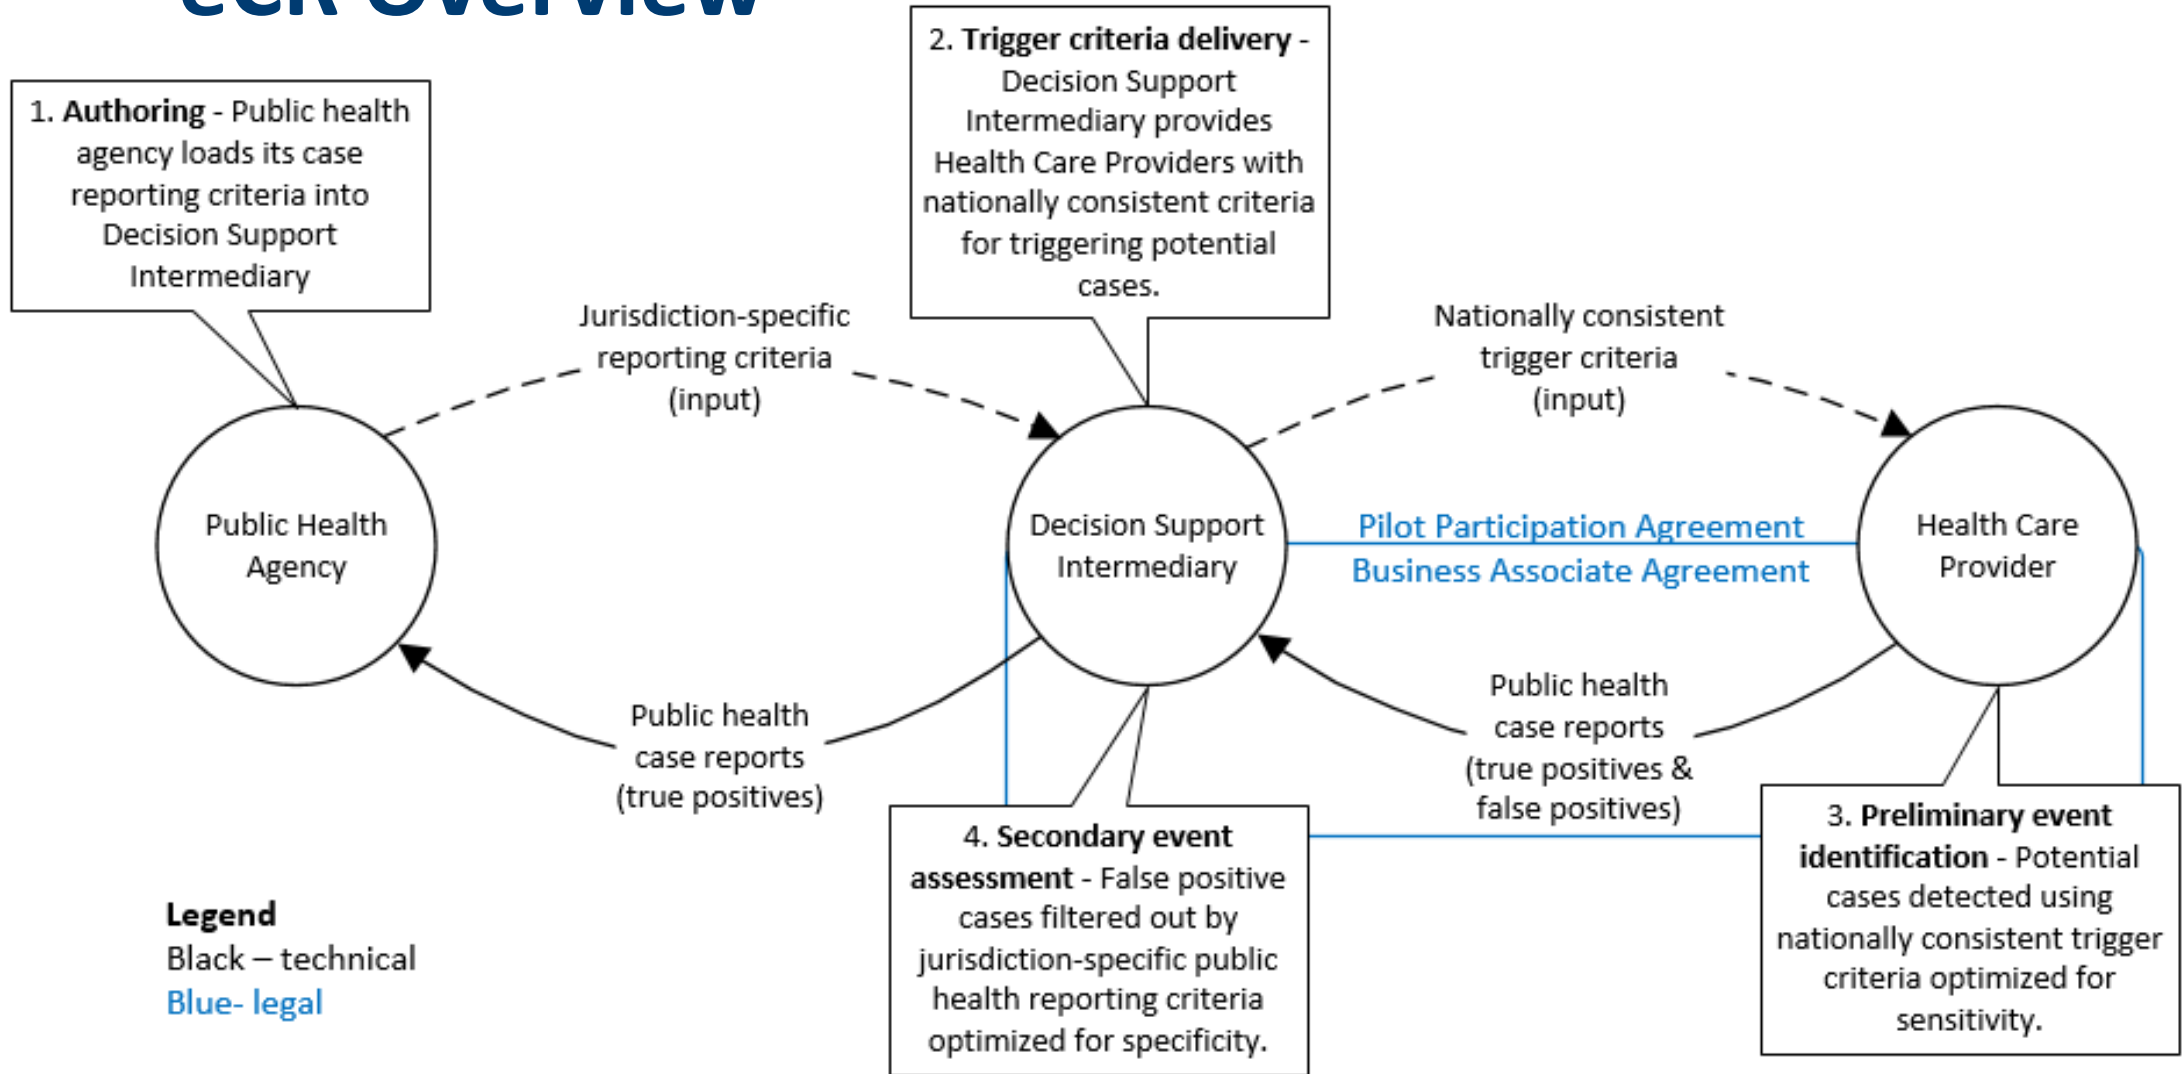 eCR Overview
1. Authoring - Public health
agency loads its case
reporting criteria into
Decision Support
Intermediary
2. Trigger criteria delivery -
Decision Support
Intermediary provides
Health Care Providers with
nationally consistent criteria
for triggering potential
cases.
Jurisdiction-specific
reporting criteria
(input)
Nationally consistent
trigger criteria
(input)
Public Health
Agency
Decision Support
Intermediary
Pilot Participation Agreement
Business Associate Agreement
Health Care
Provider
Public health
case reports
(true positives)
Public health
case reports
(true positives &
false positives)
4. Secondary event
assessment - False positive
cases filtered out by
jurisdiction-specific public
health reporting criteria
optimized for specificity.
3. Preliminary event
identification - Potential
cases detected using
nationally consistent trigger
criteria optimized for
sensitivity.
Legend
Black – technical
Blue- legal